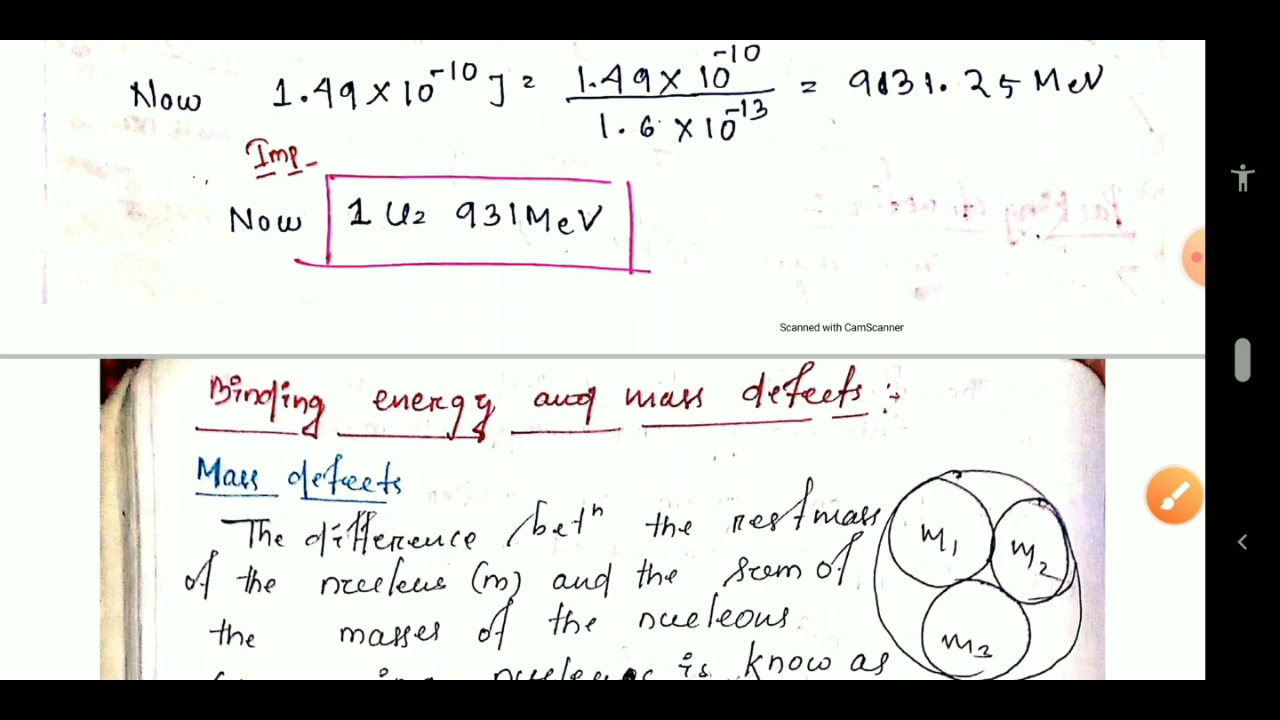 Now 1.49 × 10^-10 J = 1.49 × 10^-10 / 1.6 × 10^-13 = 931.25 MeV
Imp
Now 1 U = 931 MeV
Scanned with CamScanner
Binding energy and mass defects :-
Mass defects
The difference betn the rest mass
of the nucleus (m) and the sum of
the masses of the nucleous
nucleus is know as
m1
m2
m3